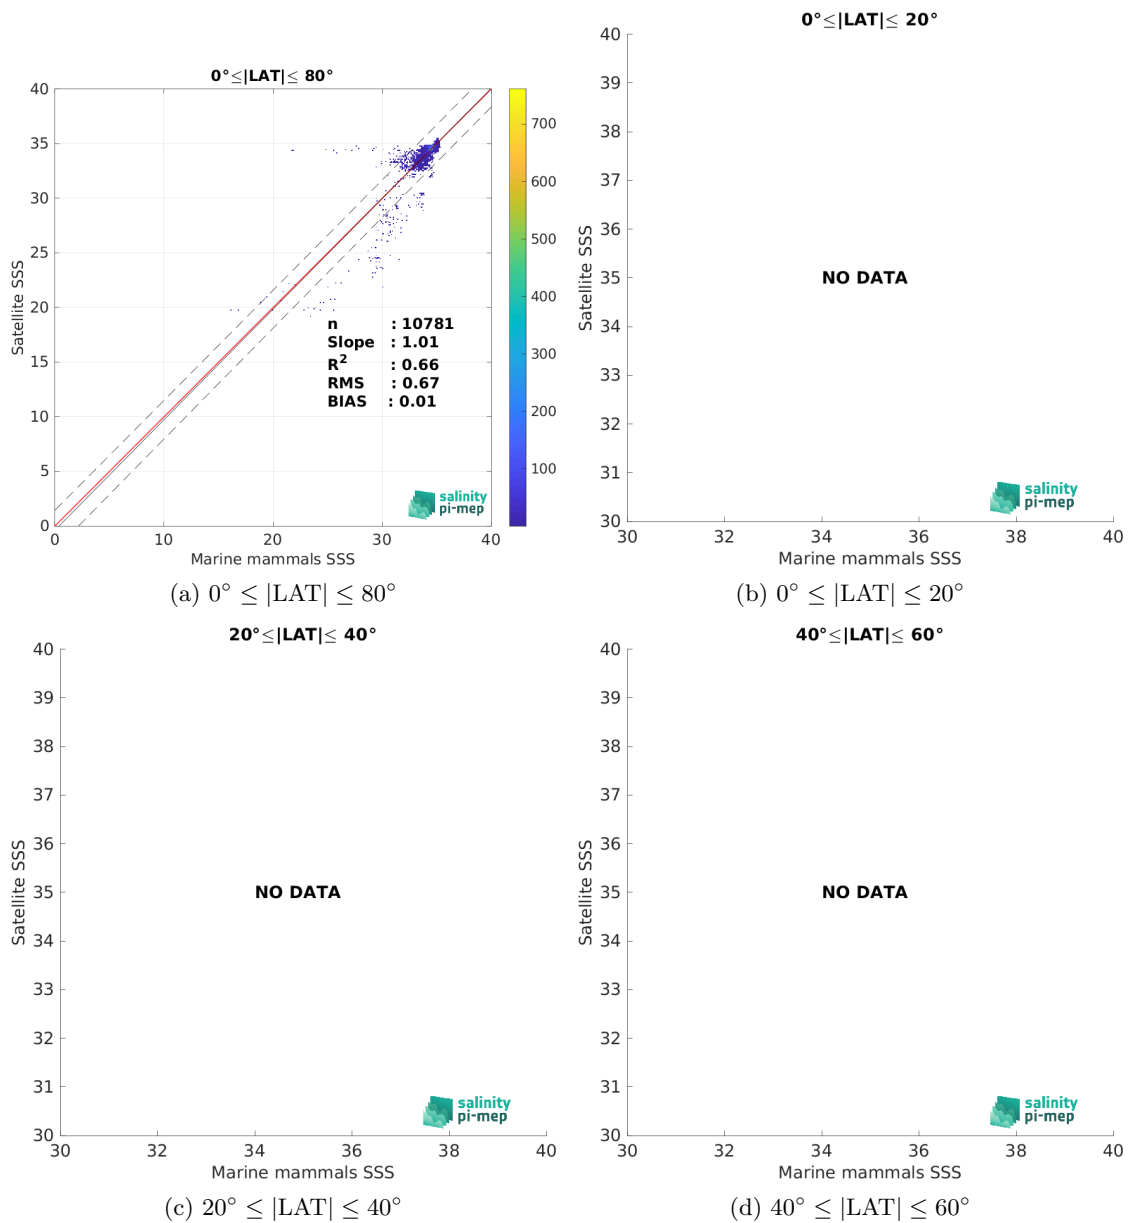 0°≤|LAT|≤ 80°
40
35
30
25
20
15
10
5
0
Satellite SSS
0
10
20
30
40
Marine mammals SSS
700
600
500
400
300
200
100
n : 10781
Slope : 1.01
R² : 0.66
RMS : 0.67
BIAS : 0.01
salinity
pi-mep
(a) 0° ≤ |LAT| ≤ 80°
0°≤|LAT|≤ 20°
40
39
38
37
36
35
34
33
32
31
30
Satellite SSS
NO DATA
salinity
pi-mep
30
32
34
36
38
40
Marine mammals SSS
(b) 0° ≤ |LAT| ≤ 20°
20°≤|LAT|≤ 40°
40
39
38
37
36
35
34
33
32
31
30
Satellite SSS
NO DATA
salinity
pi-mep
30
32
34
36
38
40
Marine mammals SSS
(c) 20° ≤ |LAT| ≤ 40°
40°≤|LAT|≤ 60°
40
39
38
37
36
35
34
33
32
31
30
Satellite SSS
NO DATA
salinity
pi-mep
30
32
34
36
38
40
Marine mammals SSS
(d) 40° ≤ |LAT| ≤ 60°